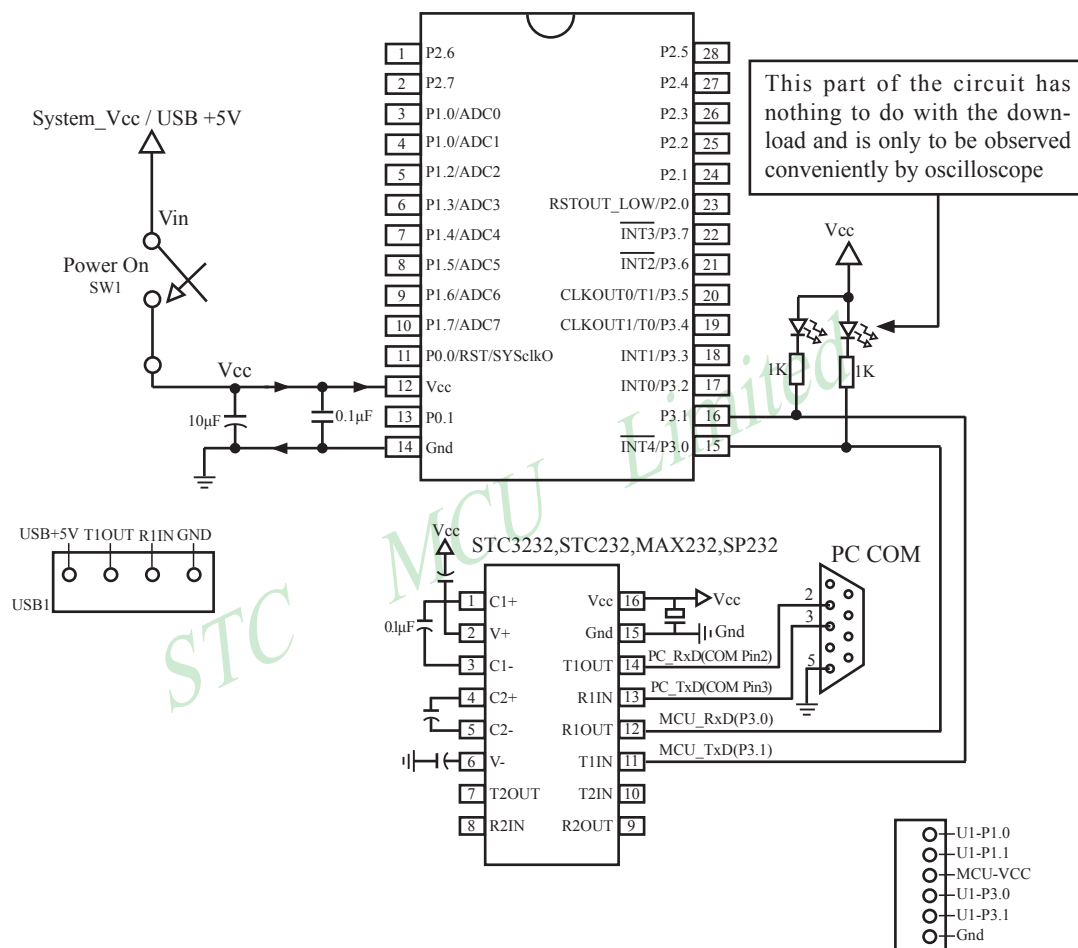 1 P2.6 P2.5 28
2 P2.7 P2.4 27
3 P1.0/ADC0 P2.3 26
4 P1.0/ADC1 P2.2 25
5 P1.2/ADC2 P2.1 24
6 P1.3/ADC3 RSTOUT_LOW/P2.0 23
7 P1.4/ADC4 INT3/P3.7 22
8 P1.5/ADC5 INT2/P3.6 21
9 P1.6/ADC6 CLKOUT0/T1/P3.5 20
10 P1.7/ADC7 CLKOUT1/T0/P3.4 19
11 P0.0/RST/SYSclkO INT1/P3.3 18
12 Vcc INT0/P3.2 17
13 P0.1 P3.1 16
14 Gnd INT4/P3.0 15
This part of the circuit has
nothing to do with the down-
load and is only to be observed
conveniently by oscilloscope
System_Vcc / USB +5V
Vin
Power On
SW1
Vcc
10μF
0.1μF
Vcc
1K
1K
USB+5V T1OUT R1IN GND
USB1
STC MCU Limited
Vcc
STC3232,STC232,MAX232,SP232
0.1μF
1 C1+ Vcc 16 Vcc
2 V+ Gnd 15 Gnd
3 C1- T1OUT 14 PC_RxD(COM Pin2)
4 C2+ R1IN 13 PC_TxD(COM Pin3)
5 C2- R1OUT 12 MCU_RxD(P3.0)
6 V- T1IN 11 MCU_TxD(P3.1)
7 T2OUT T2IN 10
8 R2IN R2OUT 9
PC COM
2
3
5
U1-P1.0
U1-P1.1
MCU-VCC
U1-P3.0
U1-P3.1
Gnd